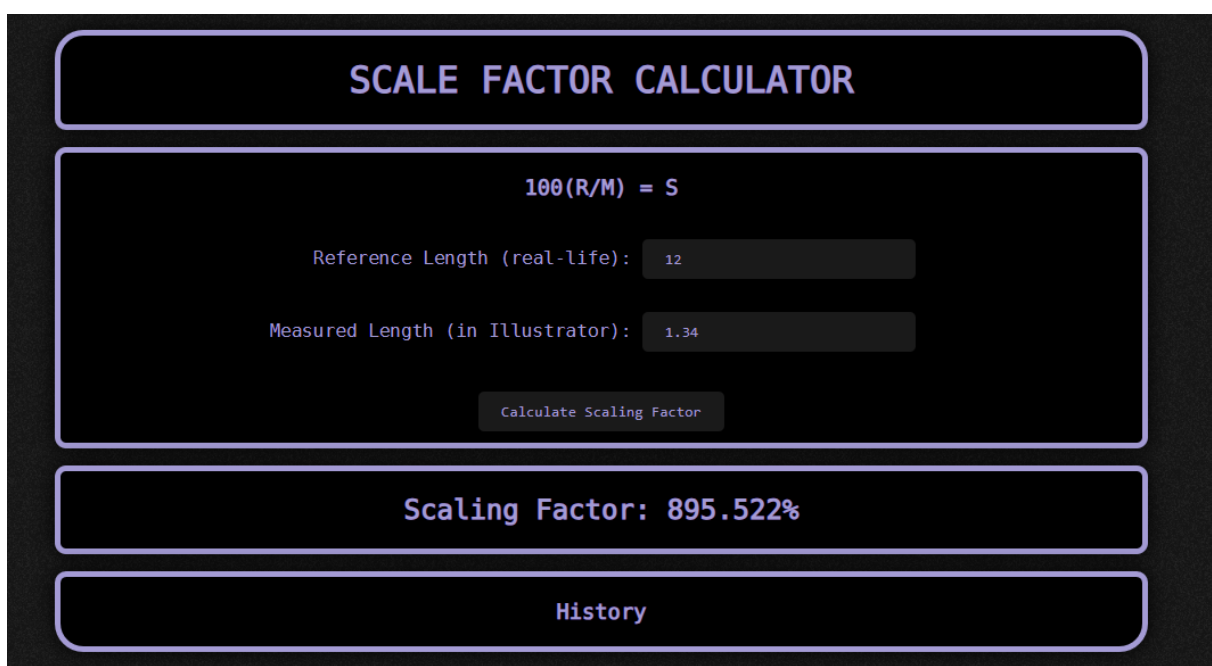 SCALE FACTOR CALCULATOR
100(R/M) = S
Reference Length (real-life): 12
Measured Length (in Illustrator): 1.34
Calculate Scaling Factor
Scaling Factor: 895.522%
History